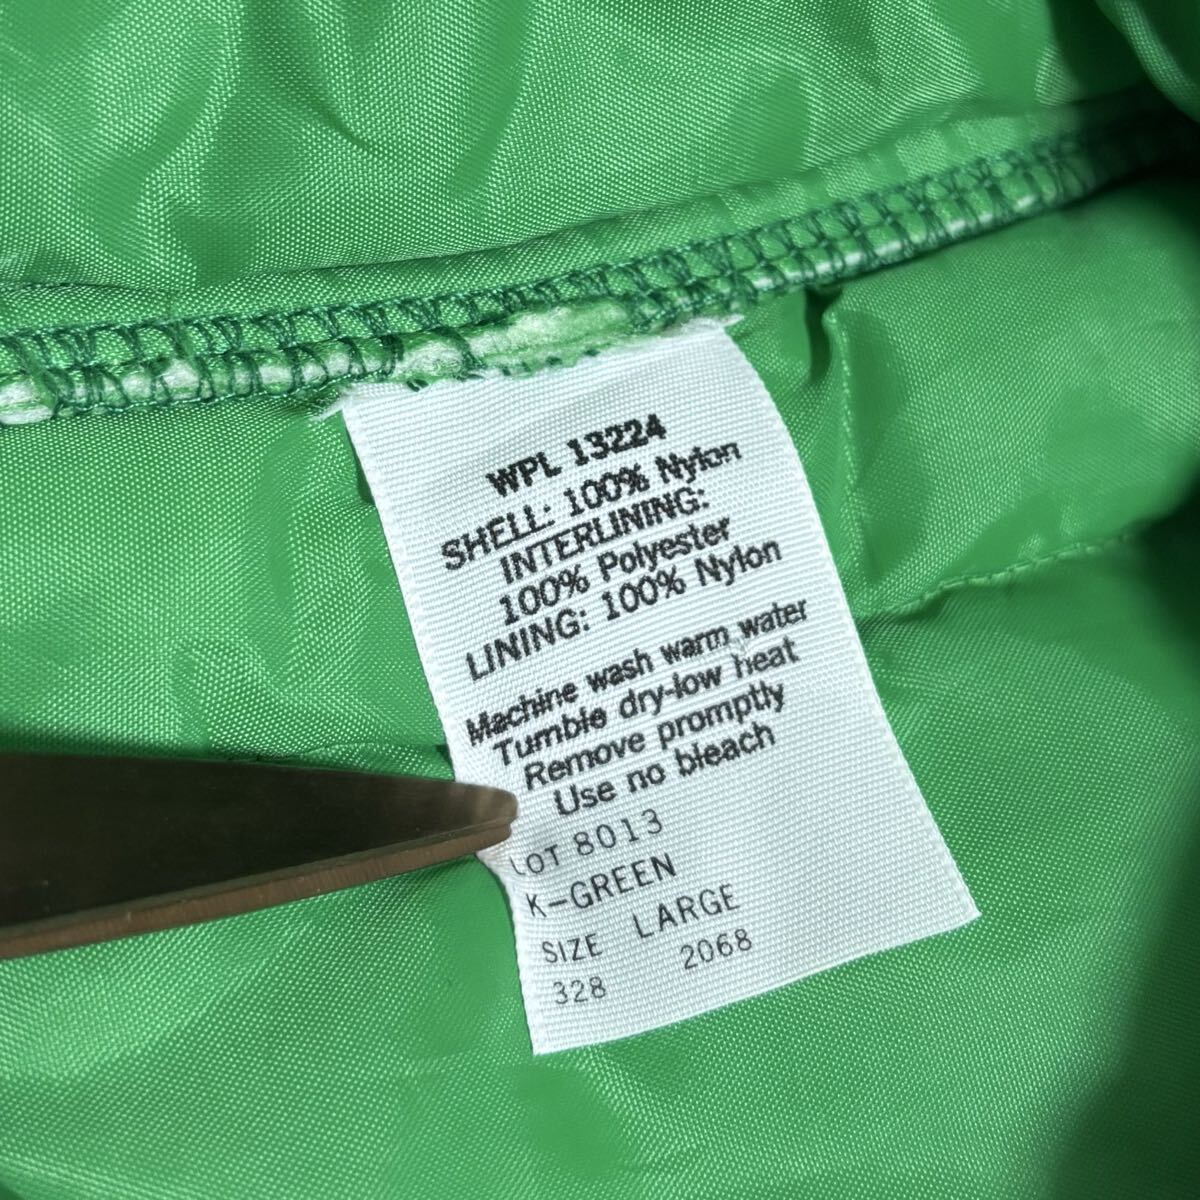 WPL 13224
SHELL: 100% Nylon
INTERLINING:
100% Polyester
LINING: 100% Nylon
Machine wash warm water
Tumble dry-low heat
Remove promptly
Use no bleach
LOT 8013
K-GREEN
SIZE LARGE
328 2068